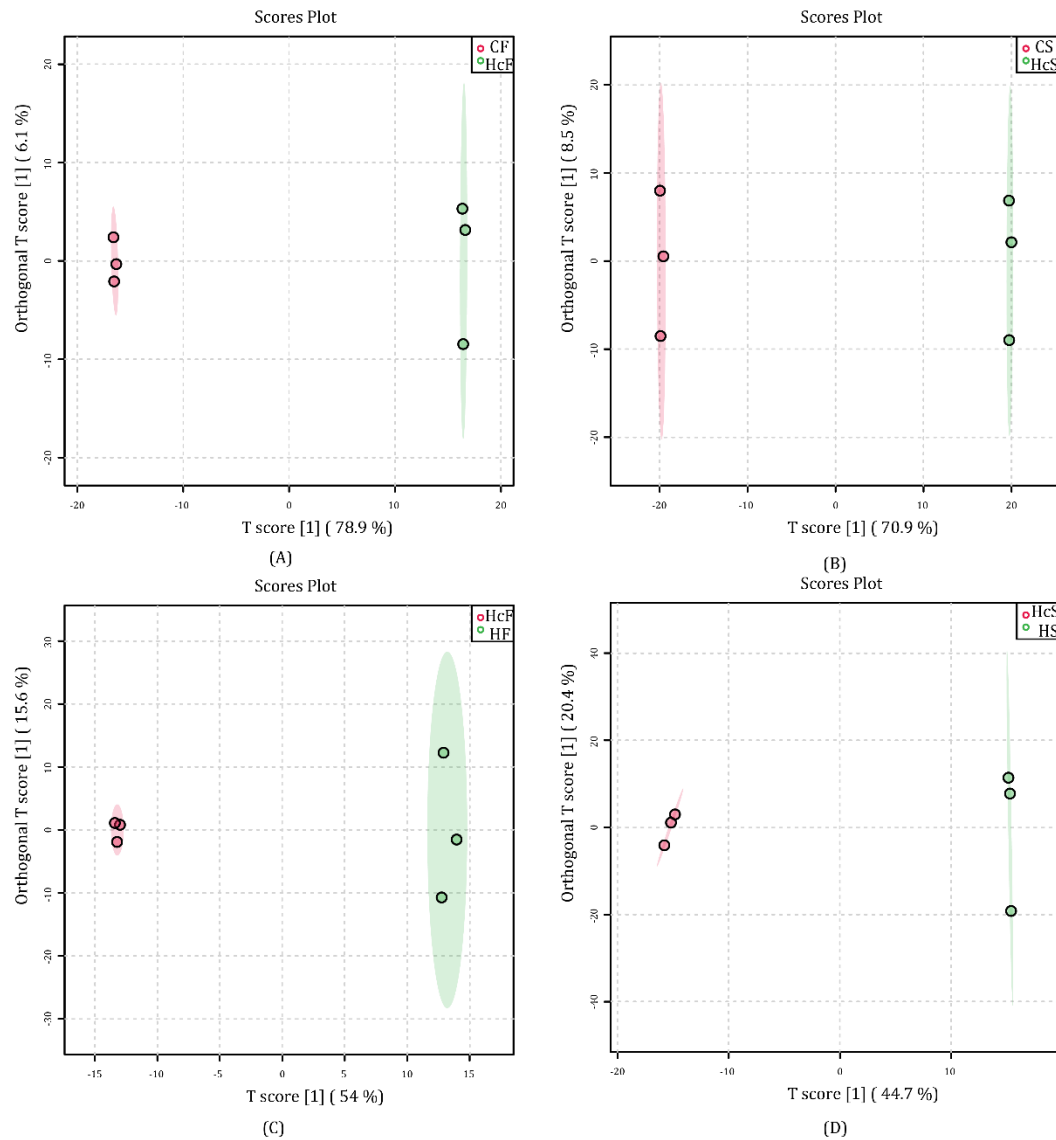 Scores Plot
CF
HcF
20
10
0
-10
-20
Orthogonal T score [1] ( 6.1 %)
-20
-10
0
10
20
T score [1] ( 78.9 %)
(A)
Scores Plot
CS
HcS
20
10
0
-10
-20
Orthogonal T score [1] ( 8.5 %)
-20
-10
0
10
20
T score [1] ( 70.9 %)
(B)
Scores Plot
HcF
HF
30
20
10
0
-10
-20
-30
Orthogonal T score [1] ( 15.6 %)
-15
-10
-5
0
5
10
15
T score [1] ( 54 %)
(C)
Scores Plot
HcS
HS
40
20
0
-20
-40
Orthogonal T score [1] ( 20.4 %)
-20
-10
0
10
T score [1] ( 44.7 %)
(D)